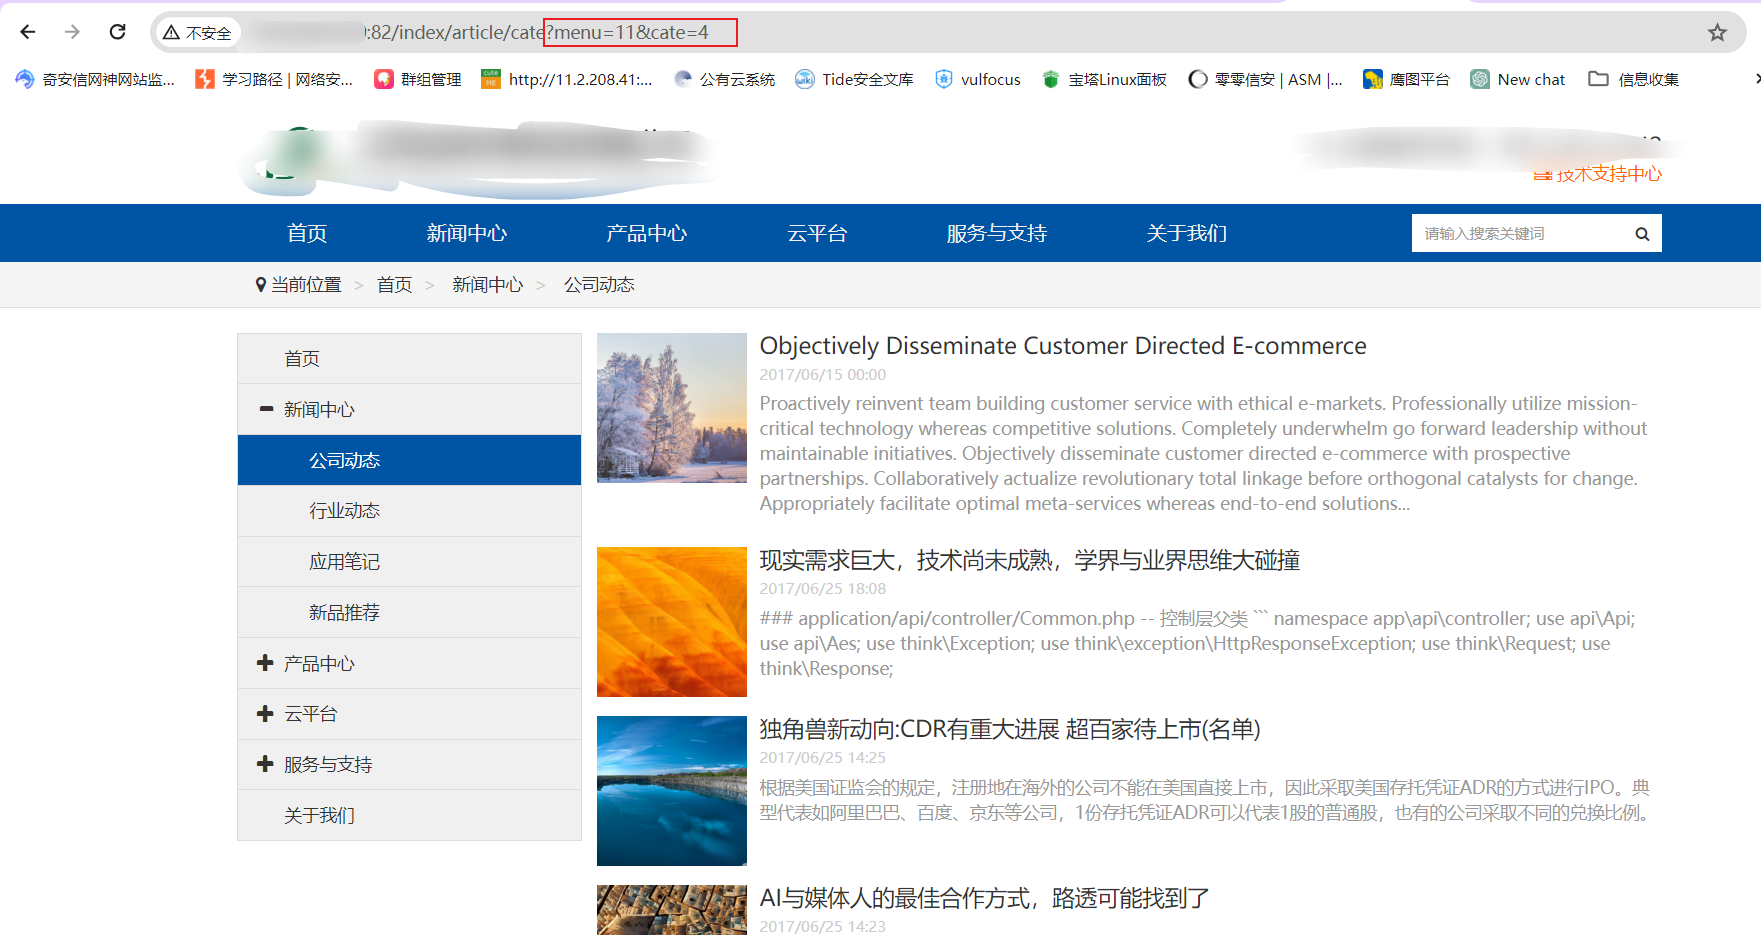 不安全
:82/index/article/cate?menu=11&cate=4
奇安信网神网站监...
学习路径 | 网络安...
群组管理
http://11.2.208.41:...
公有云系统
Tide安全文库
vulfocus
宝塔Linux面板
零零信安 | ASM |...
鹰图平台
New chat
信息收集
技术支持中心
首页 新闻中心 产品中心 云平台 服务与支持 关于我们 请输入搜索关键词
当前位置 > 首页 > 新闻中心 > 公司动态
首页
新闻中心
公司动态
行业动态
应用笔记
新品推荐
产品中心
云平台
服务与支持
关于我们
Objectively Disseminate Customer Directed E-commerce
2017/06/15 00:00
Proactively reinvent team building customer service with ethical e-markets. Professionally utilize mission-
critical technology whereas competitive solutions. Completely underwhelm go forward leadership without
maintainable initiatives. Objectively disseminate customer directed e-commerce with prospective
partnerships. Collaboratively actualize revolutionary total linkage before orthogonal catalysts for change.
Appropriately facilitate optimal meta-services whereas end-to-end solutions...
现实需求巨大，技术尚未成熟，学界与业界思维大碰撞
2017/06/25 18:08
### application/api/controller/Common.php -- 控制层父类 ``` namespace app\api\controller; use api\Api;
use api\Aes; use think\Exception; use think\exception\HttpResponseException; use think\Request; use
think\Response;
独角兽新动向:CDR有重大进展 超百家待上市(名单)
2017/06/25 14:25
根据美国证监会的规定，注册地在海外的公司不能在美国直接上市，因此采取美国存托凭证ADR的方式进行IPO。典
型代表如阿里巴巴、百度、京东等公司，1份存托凭证ADR可以代表1股的普通股，也有的公司采取不同的兑换比例。
AI与媒体人的最佳合作方式，路透可能找到了
2017/06/25 14:23